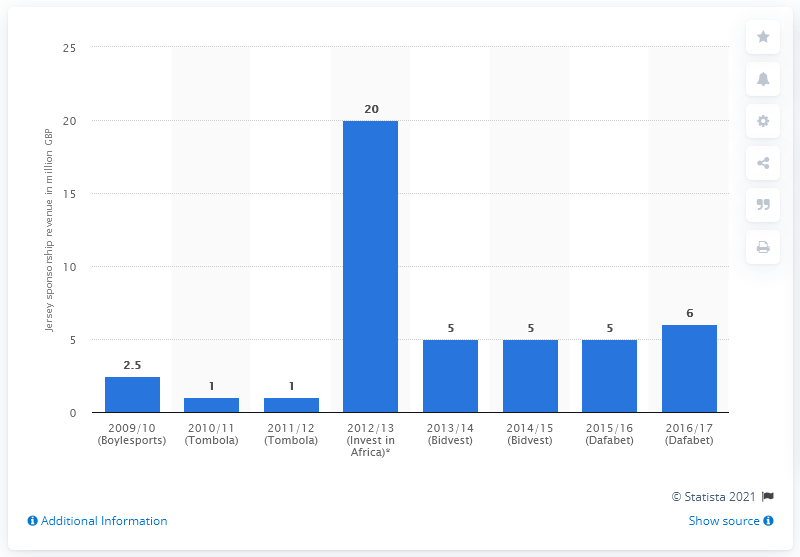 Jersey sponsorship revenue in million GBP
25
20
15
10
5
0
2.5
1
1
20
5
5
5
6
2009/10
(Boylesports)
2010/11
(Tombola)
2011/12
(Tombola)
2012/13
(Invest in
Africa)*
2013/14
(Bidvest)
2014/15
(Bidvest)
2015/16
(Dafabet)
2016/17
(Dafabet)
© Statista 2021
Additional Information
Show source